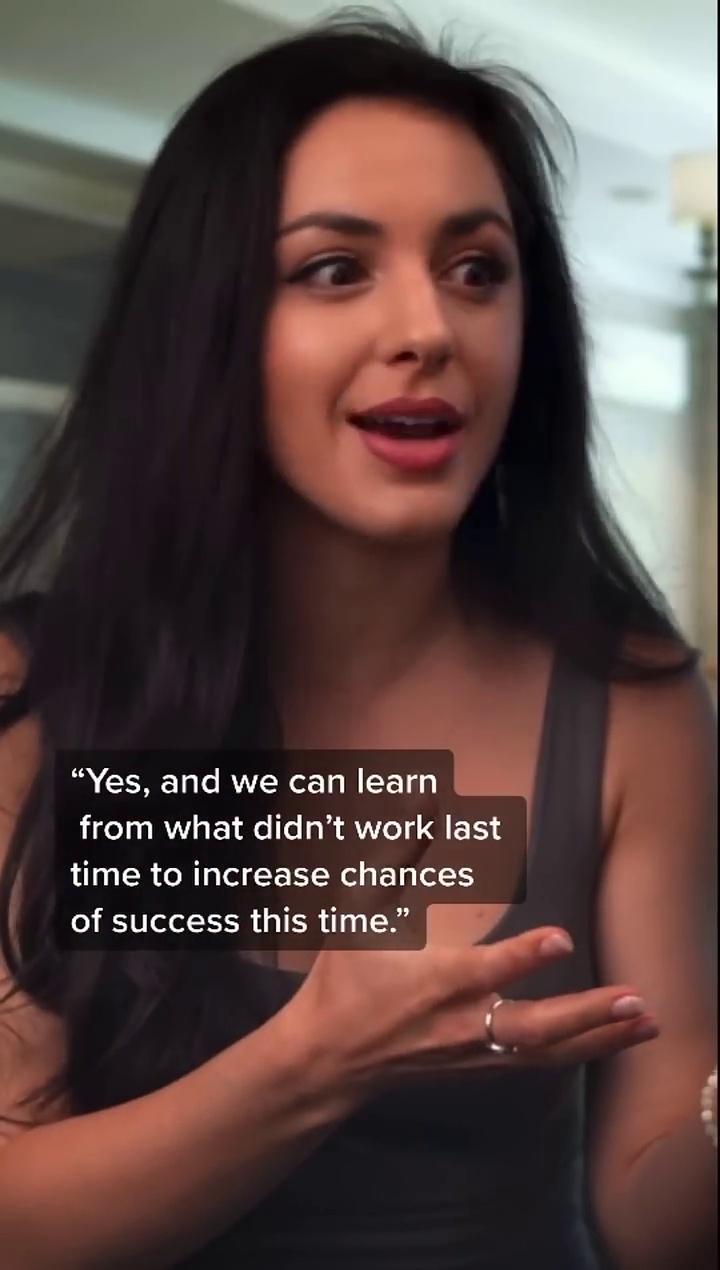 “Yes, and we can learn
from what didn’t work last
time to increase chances
of success this time.”